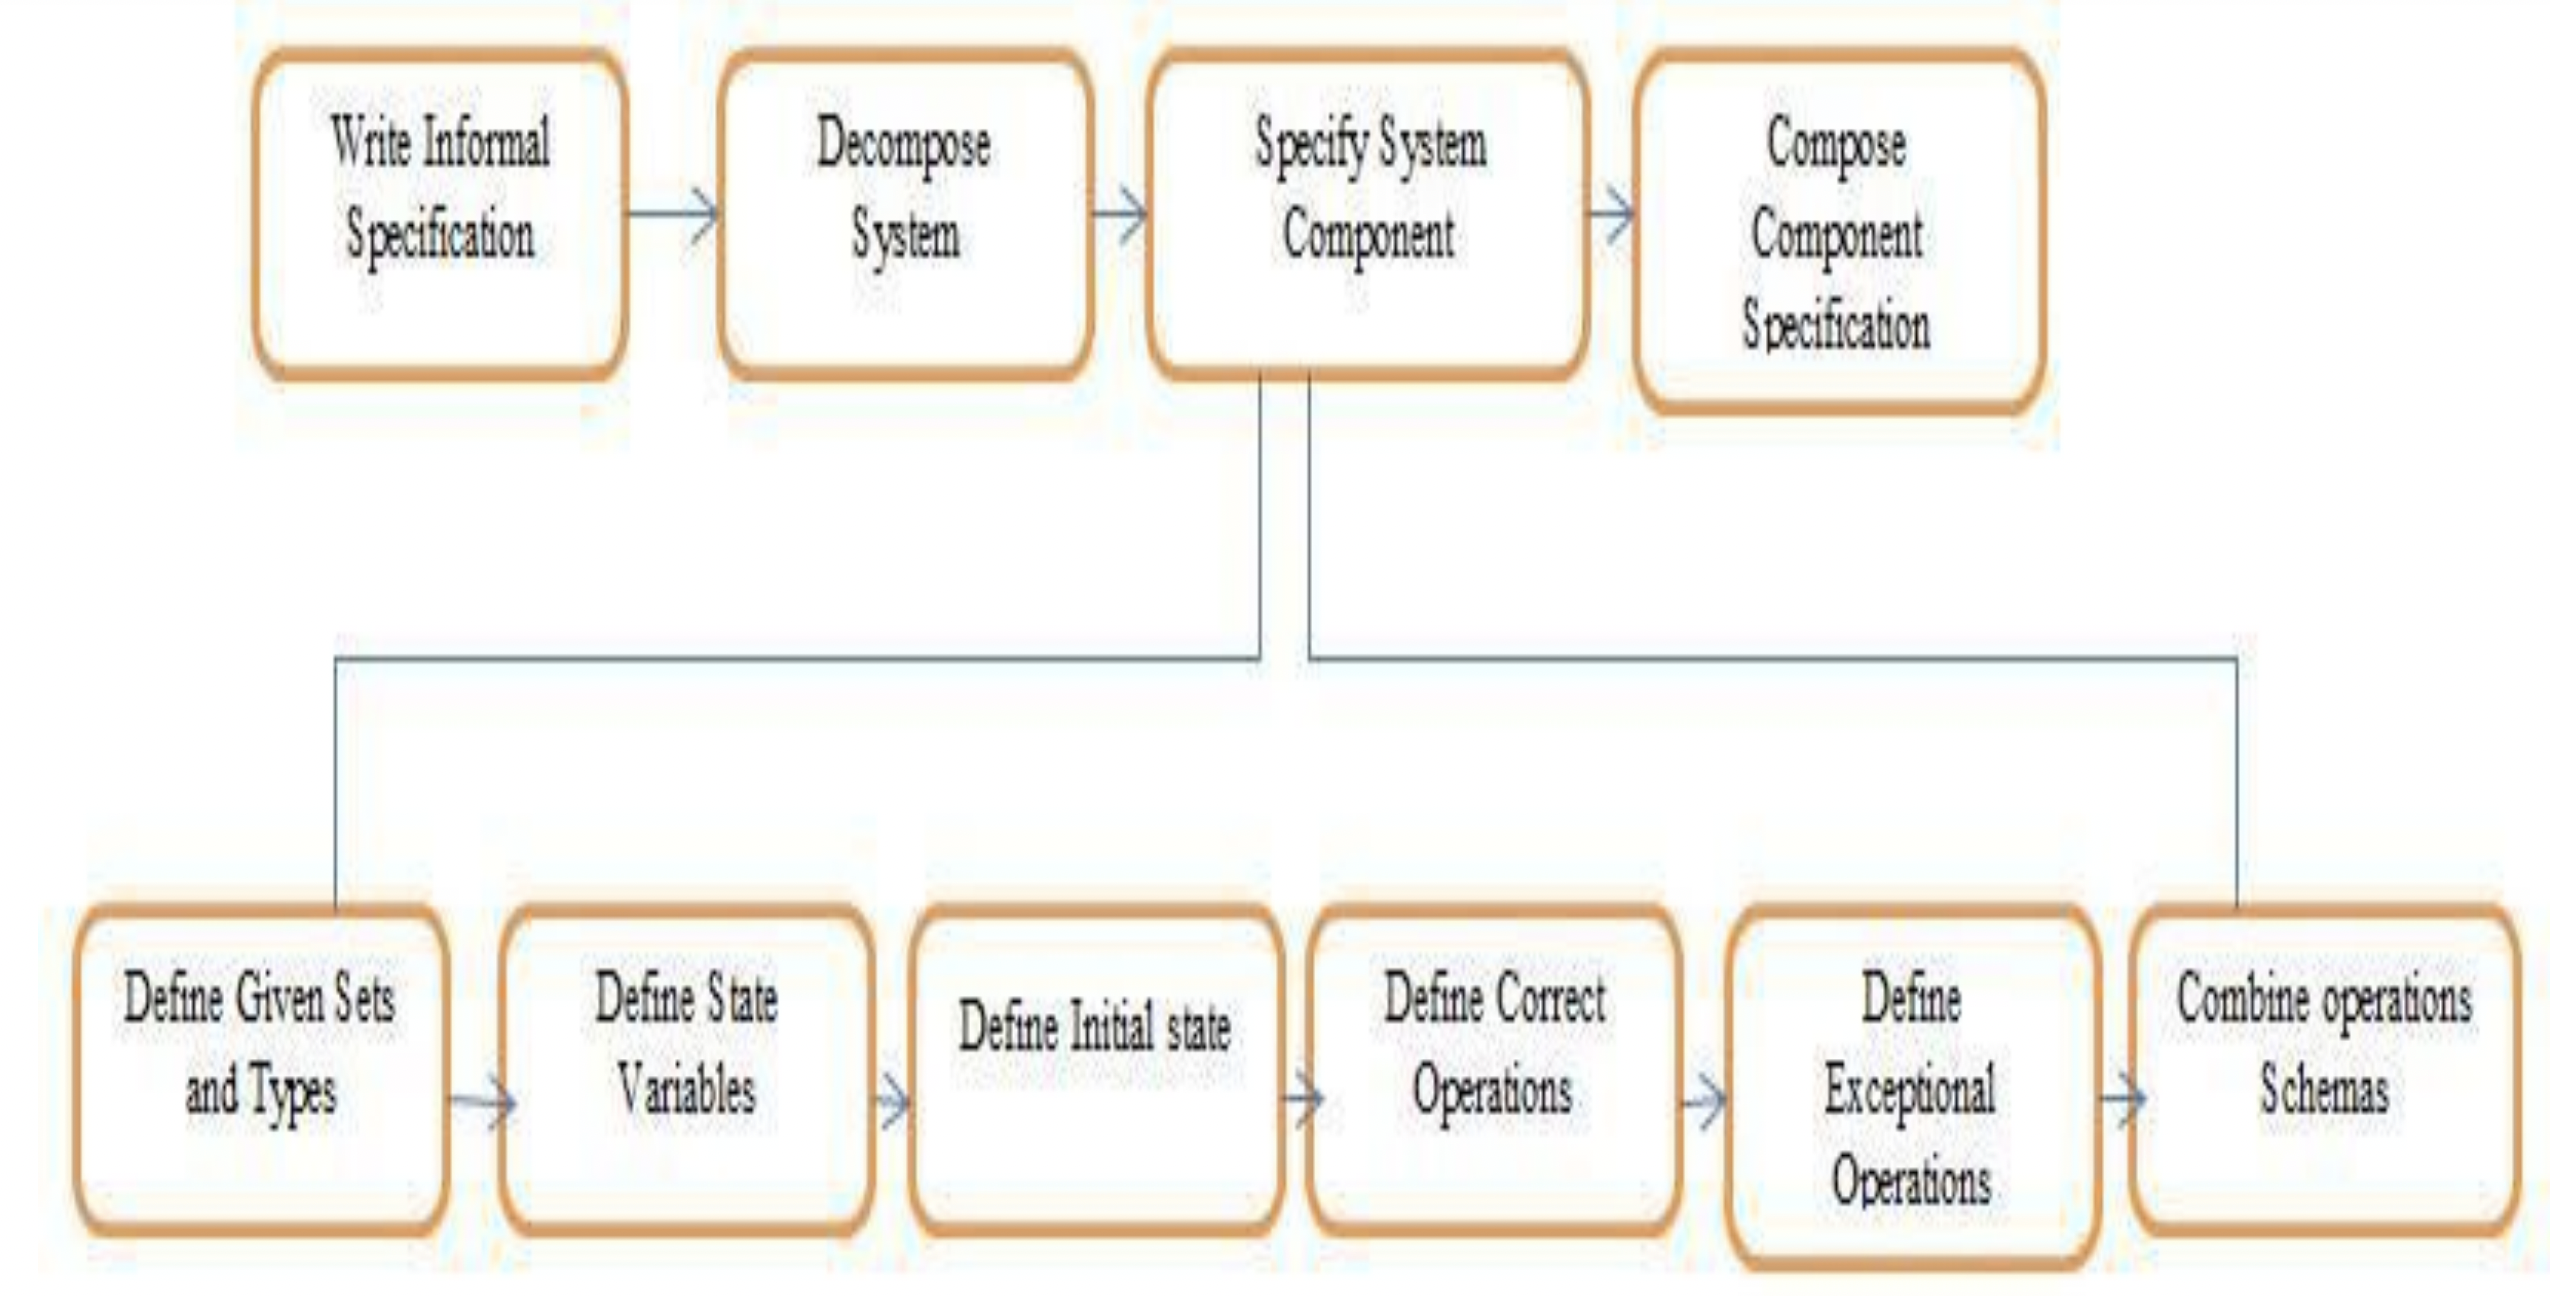 Write Informal
Specification
Decompose
System
Specify System
Component
Compose
Component
Specification
Define Given Sets
and Types
Define State
Variables
Define Initial state
Define Correct
Operations
Define
Exceptional
Operations
Combine operations
Schemas